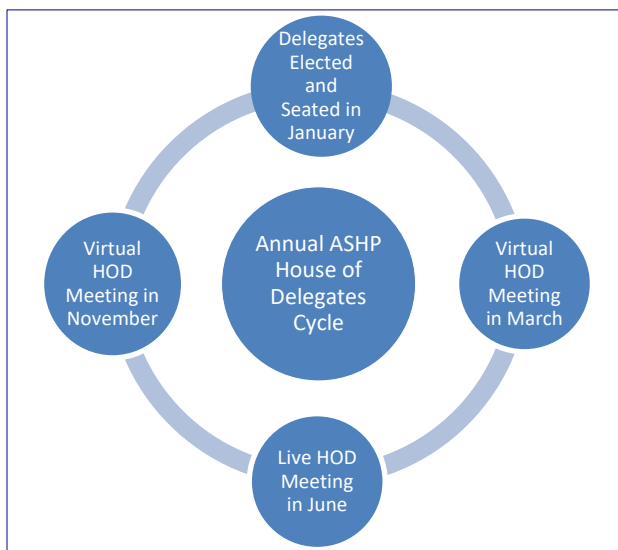 Delegates
Elected
and
Seated in
January
Virtual
HOD
Meeting in
November
Annual ASHP
House of
Delegates
Cycle
Virtual
HOD
Meeting
in March
Live HOD
Meeting
in June